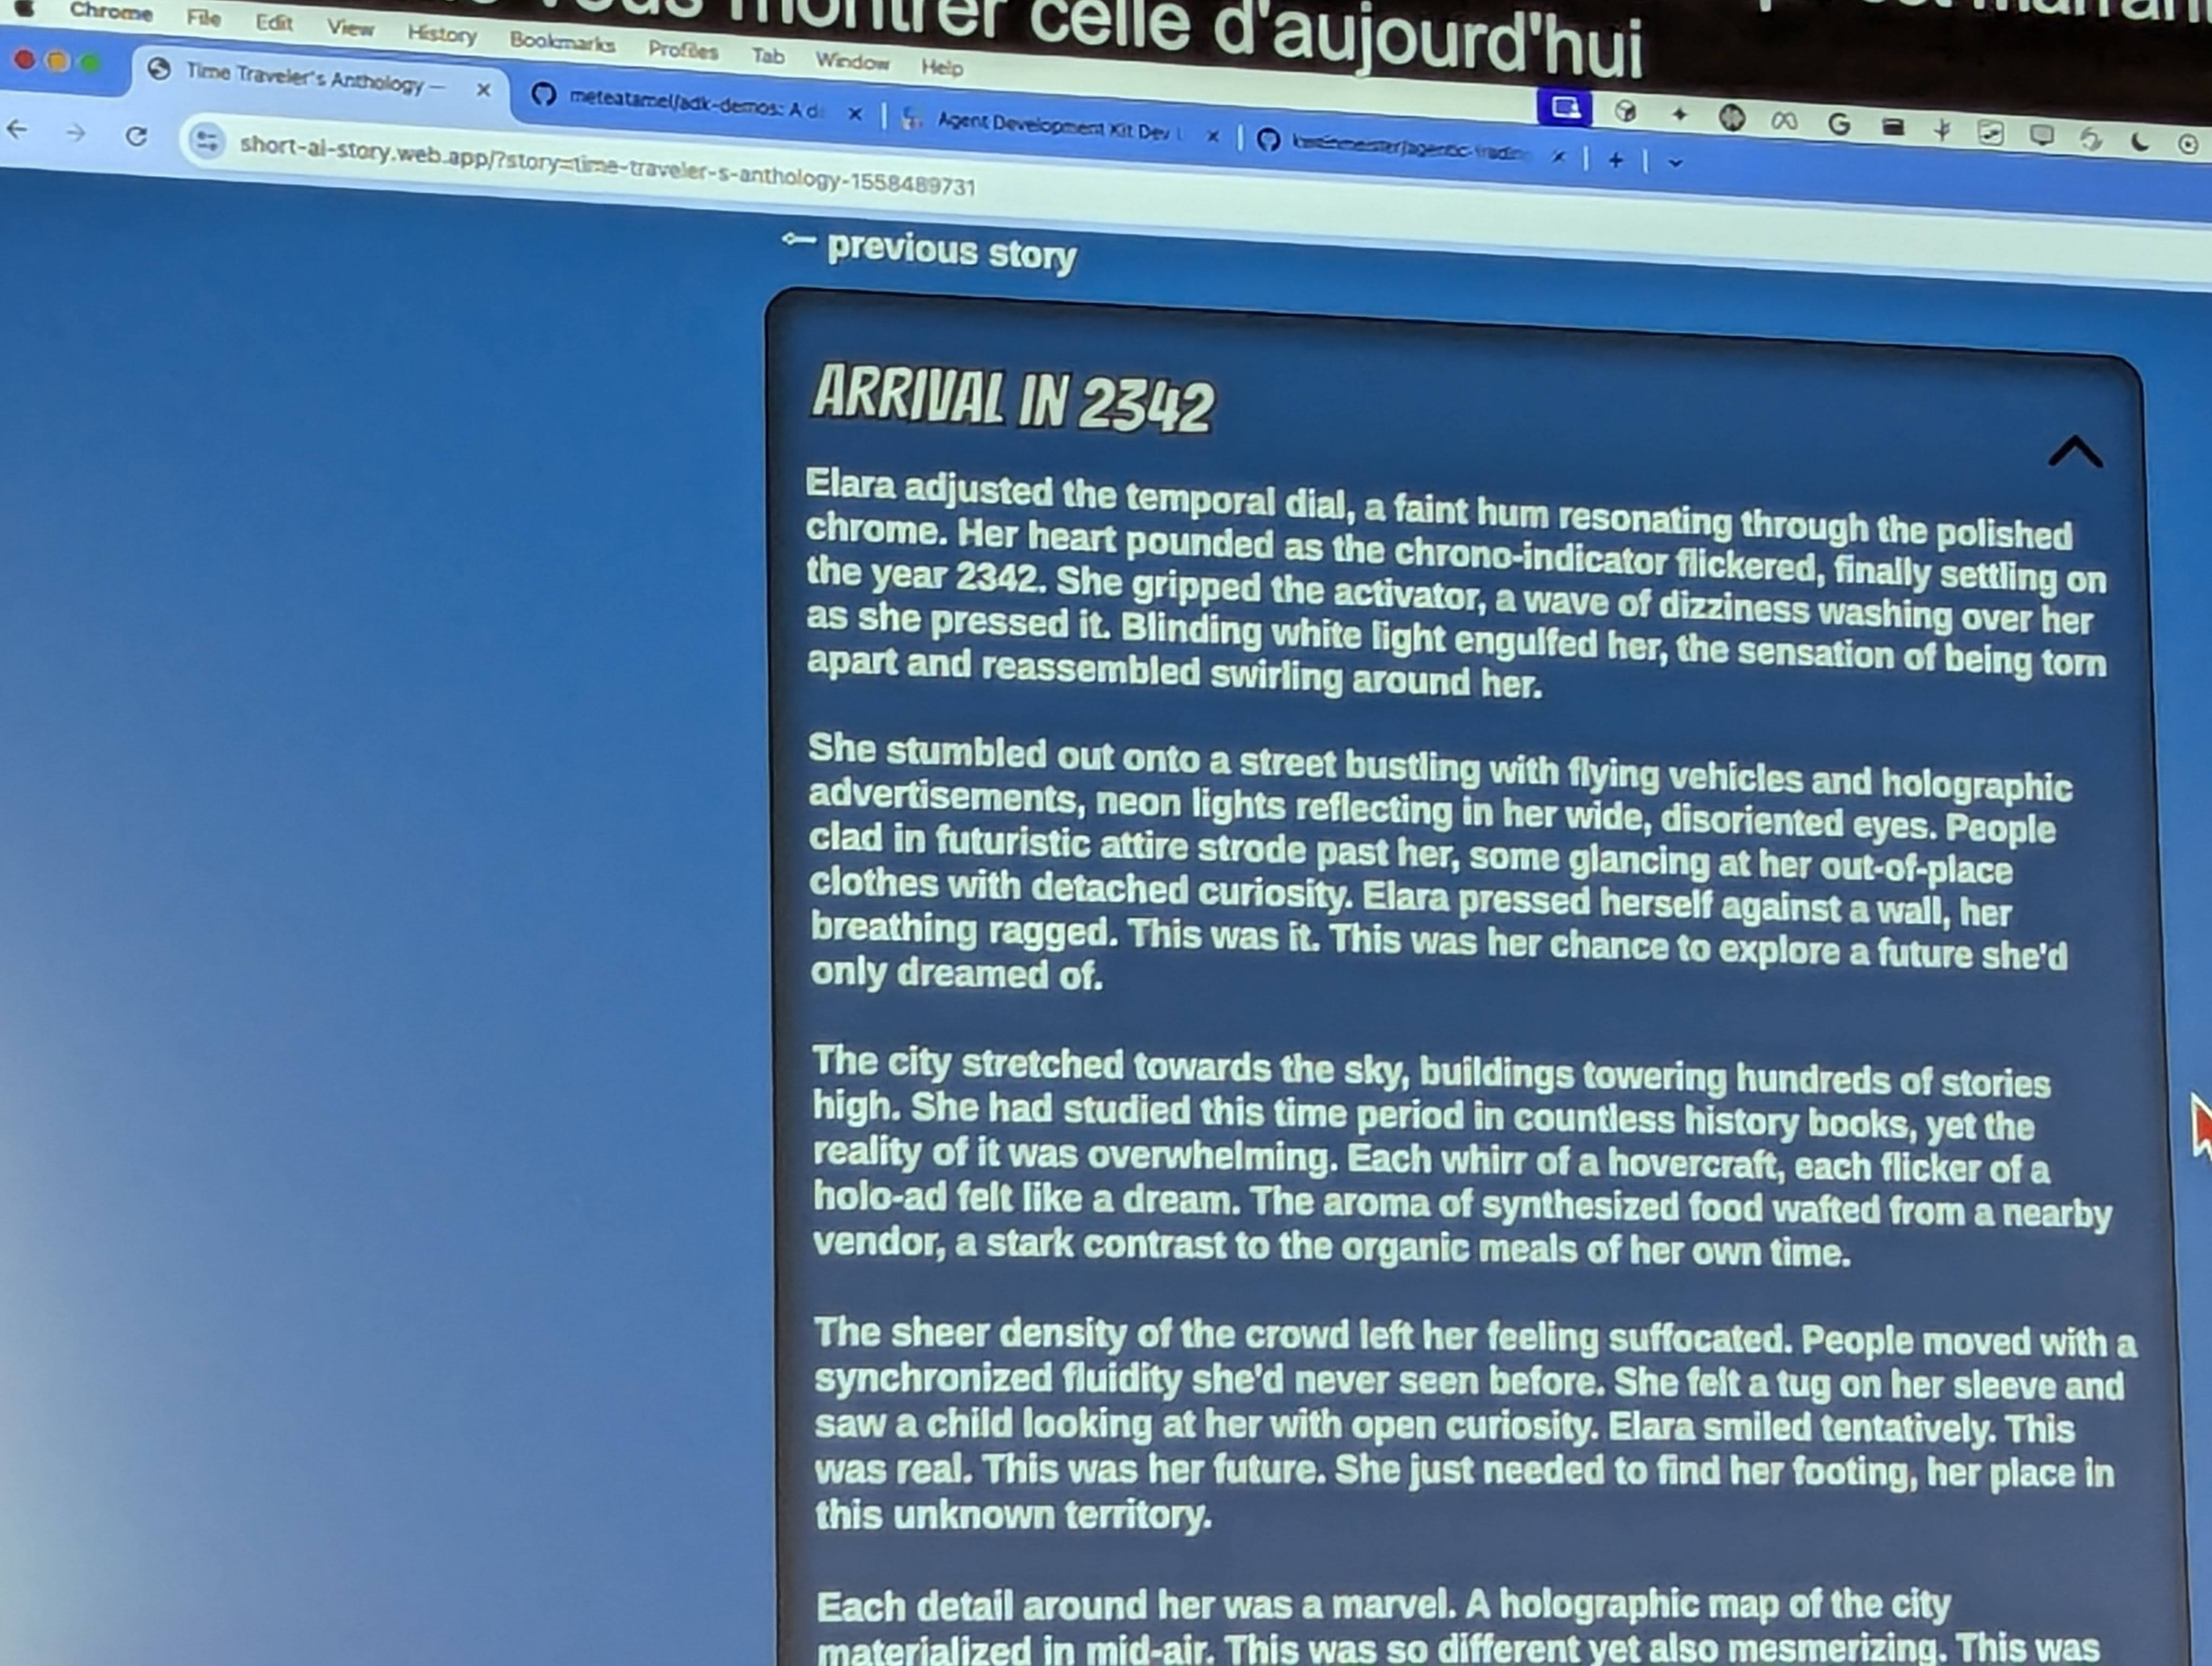 montrer celle d'aujourd'hui
Chrome File Edit View History Bookmarks Profiles Tab Window Help
Time Traveler's Anthology —
meteatamel/adk-demos: A d
Agent Development Kit Dev
short-ai-story.web.app/?story=time-traveler-s-anthology-1558489731
← previous story
ARRIVAL IN 2342
Elara adjusted the temporal dial, a faint hum resonating through the polished
chrome. Her heart pounded as the chrono-indicator flickered, finally settling on
the year 2342. She gripped the activator, a wave of dizziness washing over her
as she pressed it. Blinding white light engulfed her, the sensation of being torn
apart and reassembled swirling around her.
She stumbled out onto a street bustling with flying vehicles and holographic
advertisements, neon lights reflecting in her wide, disoriented eyes. People
clad in futuristic attire strode past her, some glancing at her out-of-place
clothes with detached curiosity. Elara pressed herself against a wall, her
breathing ragged. This was it. This was her chance to explore a future she'd
only dreamed of.
The city stretched towards the sky, buildings towering hundreds of stories
high. She had studied this time period in countless history books, yet the
reality of it was overwhelming. Each whirr of a hovercraft, each flicker of a
holo-ad felt like a dream. The aroma of synthesized food wafted from a nearby
vendor, a stark contrast to the organic meals of her own time.
The sheer density of the crowd left her feeling suffocated. People moved with a
synchronized fluidity she'd never seen before. She felt a tug on her sleeve and
saw a child looking at her with open curiosity. Elara smiled tentatively. This
was real. This was her future. She just needed to find her footing, her place in
this unknown territory.
Each detail around her was a marvel. A holographic map of the city
materialized in mid-air. This was so different yet also mesmerizing. This was